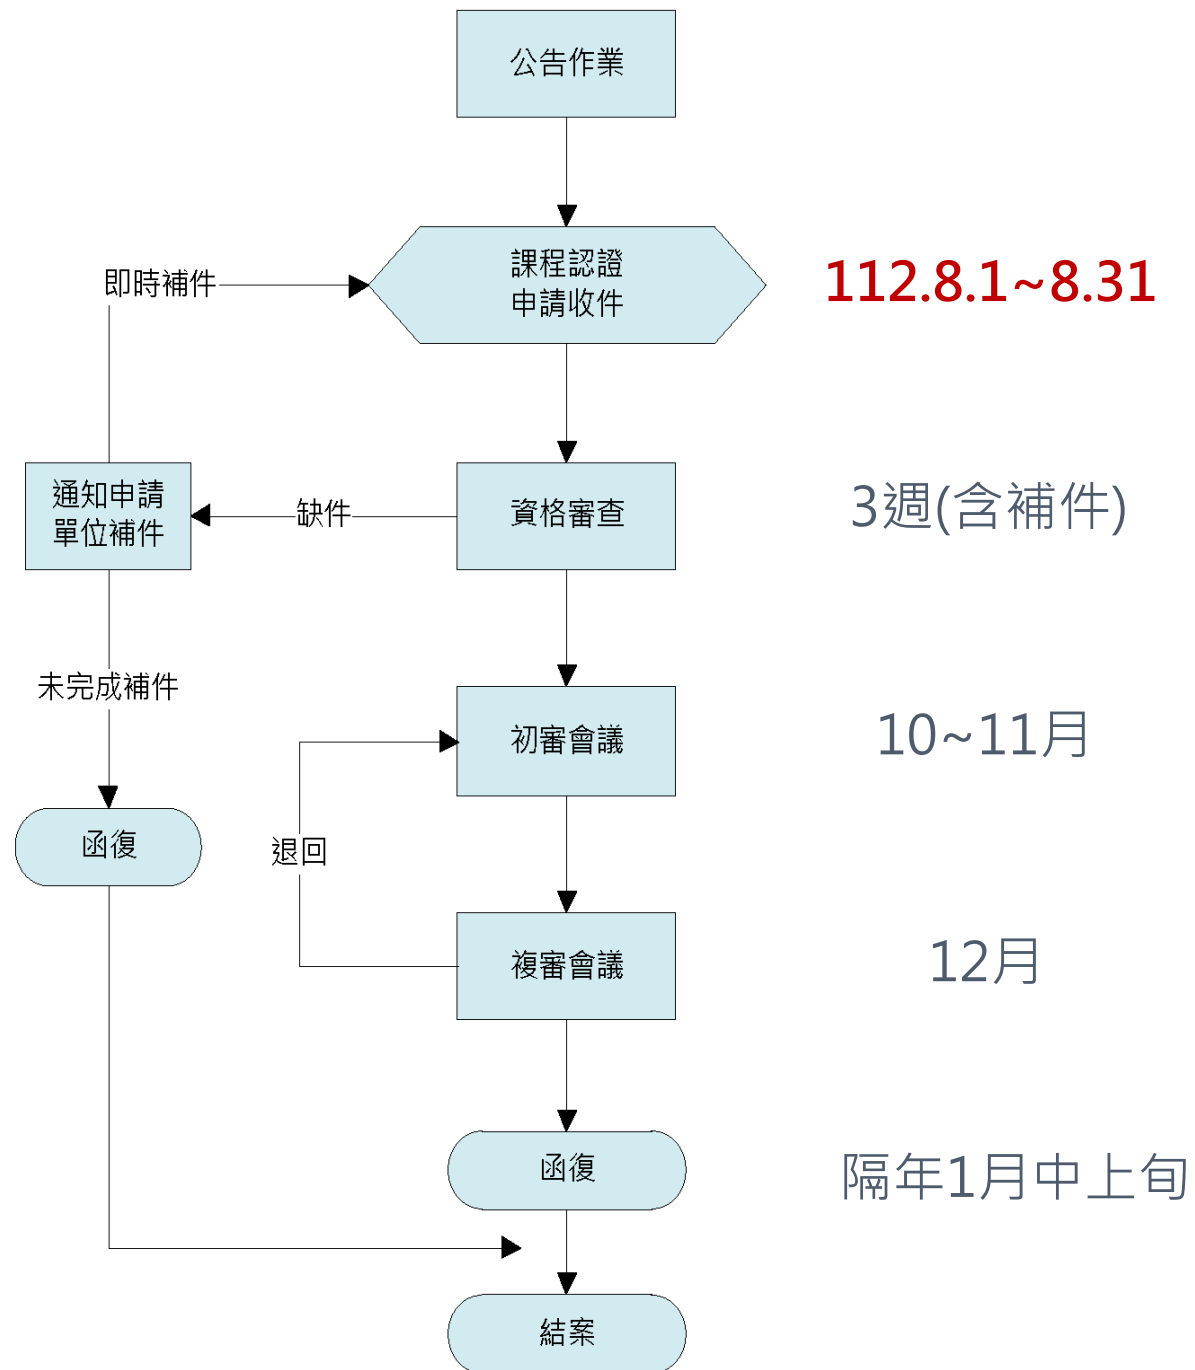 公告作業
課程認證
申請收件
112.8.1~8.31
即時補件
通知申請
單位補件
缺件
資格審查
3週(含補件)
未完成補件
初審會議
10~11月
函復
退回
複審會議
12月
函復
隔年1月中上旬
結案